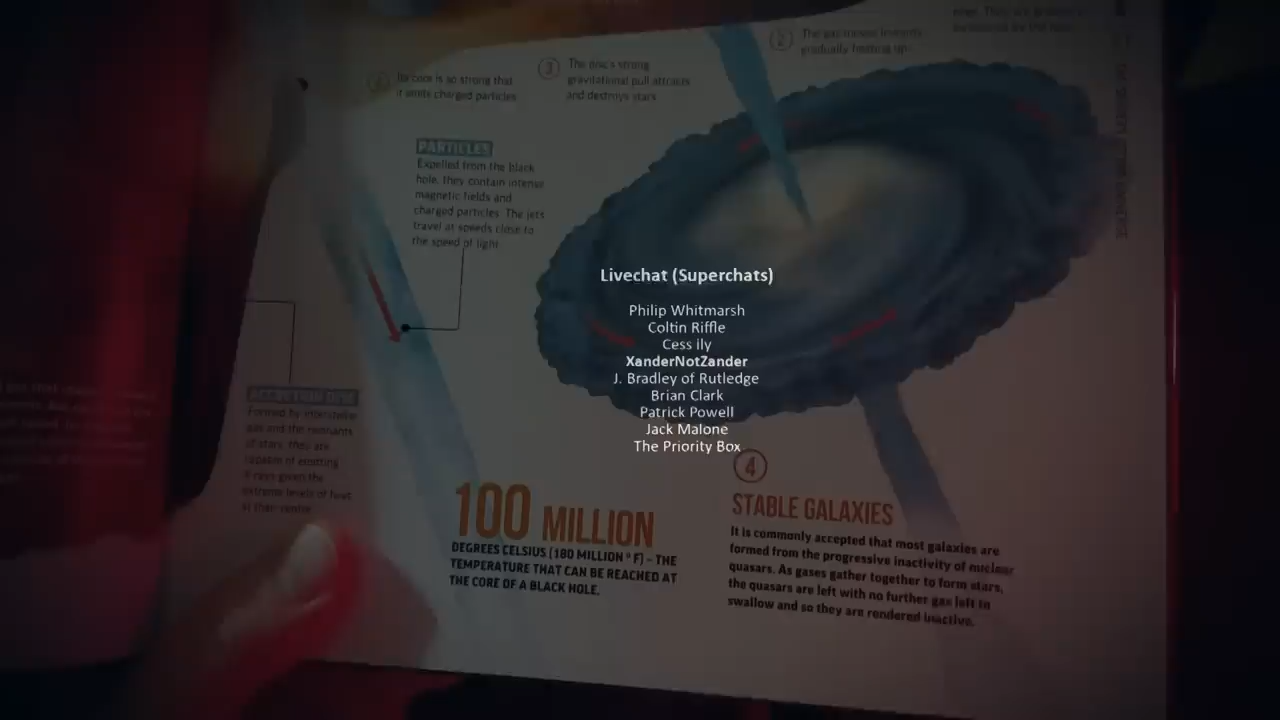 2
The gas moves inwards
gradually heating up
3
The disc's strong
gravitational pull attracts
and destroys stars
Its core is so strong that
it emits charged particles
PARTICLES
Expelled from the black
hole, they contain intense
magnetic fields and
charged particles. The jets
travel at speeds close to
the speed of light
Livechat (Superchats)
Philip Whitmarsh
Coltin Riffle
Cess ily
XanderNotZander
J. Bradley of Rutledge
Brian Clark
Patrick Powell
Jack Malone
The Priority Box
ACCRETION DISK
Formed by interstellar
gas and the remnants
of stars, they are
capable of emitting
X-rays given the
extreme levels of heat
at their center
100 MILLION
DEGREES CELSIUS (180 MILLION ° F) – THE
TEMPERATURE THAT CAN BE REACHED AT
THE CORE OF A BLACK HOLE.
4
STABLE GALAXIES
It is commonly accepted that most galaxies are
formed from the progressive inactivity of nuclear
quasars. As gases gather together to form stars,
the quasars are left with no further gas left to
swallow and so they are rendered inactive.